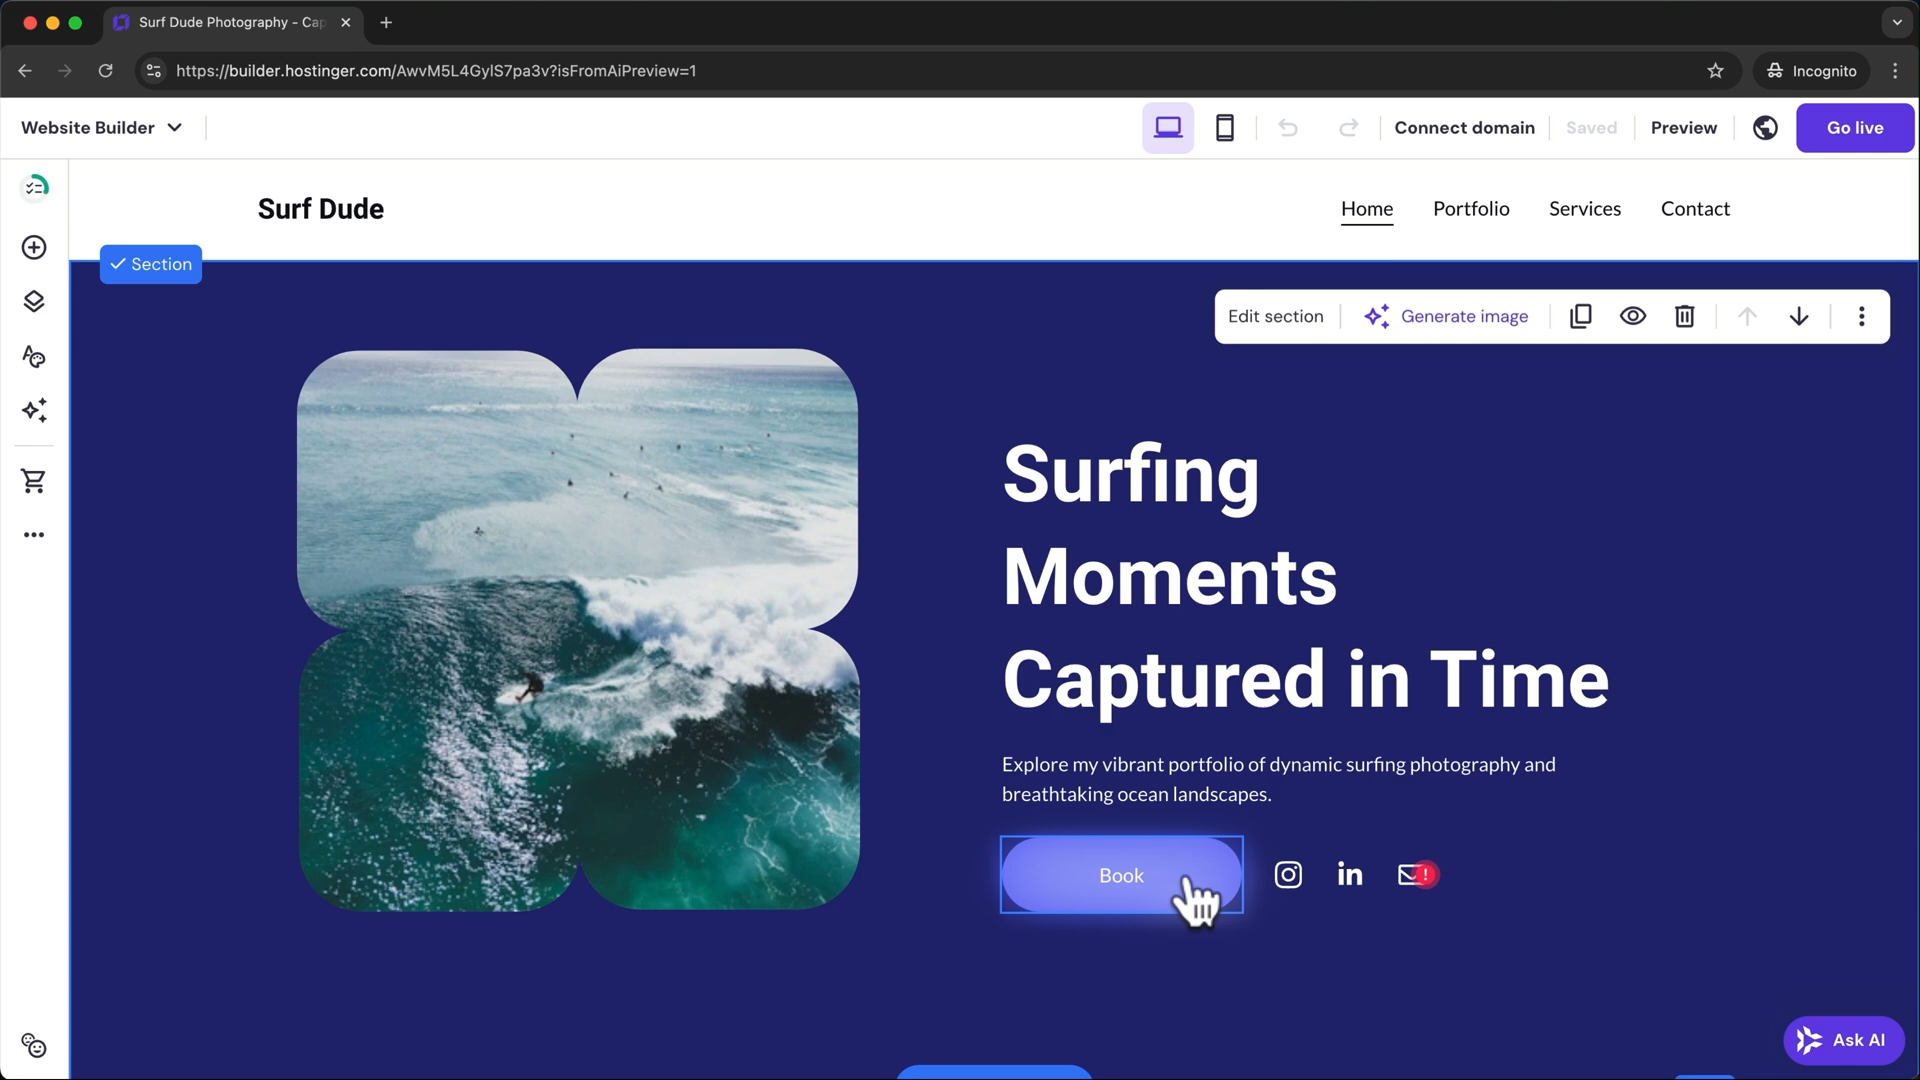 Surf Dude Photography - Cap
https://builder.hostinger.com/AwvM5L4GylS7pa3v?isFromAiPreview=1
Incognito
Website Builder
Connect domain
Saved
Preview
Go live
Surf Dude
Home
Portfolio
Services
Contact
Section
Edit section
Generate image
Surfing
Moments
Captured in Time
Explore my vibrant portfolio of dynamic surfing photography and
breathtaking ocean landscapes.
Book
Ask AI